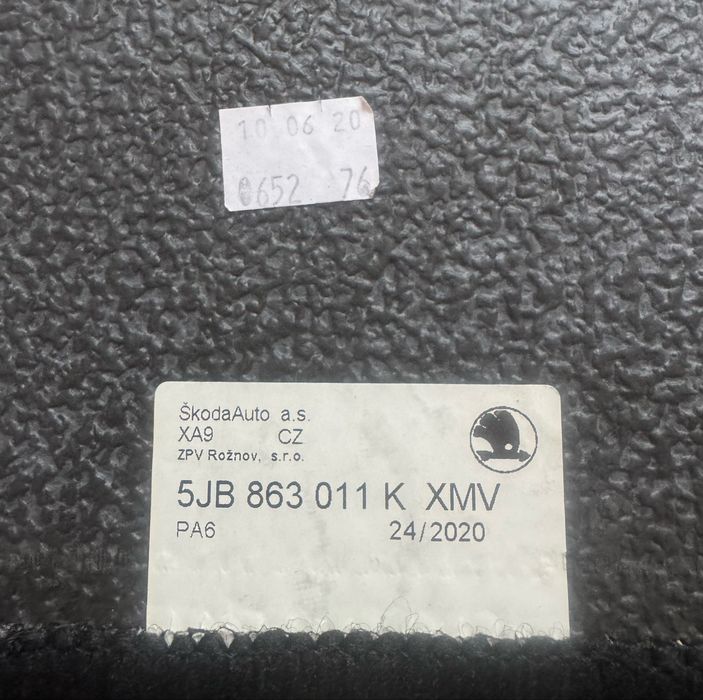 10 06 20
0652 76
ŠkodaAuto a.s.
XA9 CZ
ZPV Rožnov, s.r.o.
5JB 863 011 K XMV
PA6 24/2020